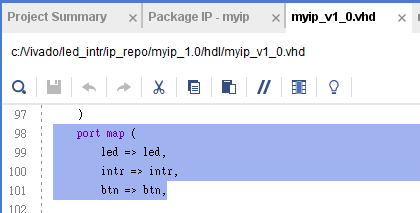 Project Summary × Package IP - myip × myip_v1_0.vhd
c:/Vivado/led_intr/ip_repo/myip_1.0/hdl/myip_v1_0.vhd
97 )
98 port map (
99 led => led,
100 intr => intr,
101 btn => btn,